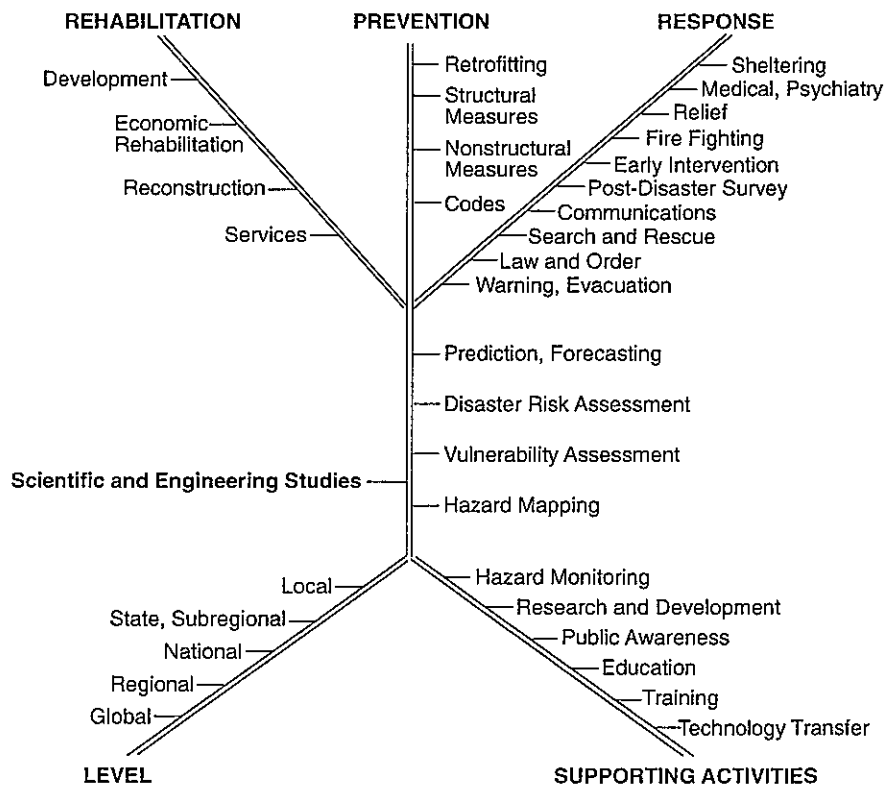 REHABILITATION
PREVENTION
RESPONSE
Development
Economic
Rehabilitation
Reconstruction
Services
Retrofitting
Structural
Measures
Nonstructural
Measures
Codes
Sheltering
Medical, Psychiatry
Relief
Fire Fighting
Early Intervention
Post-Disaster Survey
Communications
Search and Rescue
Law and Order
Warning, Evacuation
Prediction, Forecasting
Disaster Risk Assessment
Vulnerability Assessment
Scientific and Engineering Studies
Hazard Mapping
Local
State, Subregional
National
Regional
Global
LEVEL
Hazard Monitoring
Research and Development
Public Awareness
Education
Training
Technology Transfer
SUPPORTING ACTIVITIES